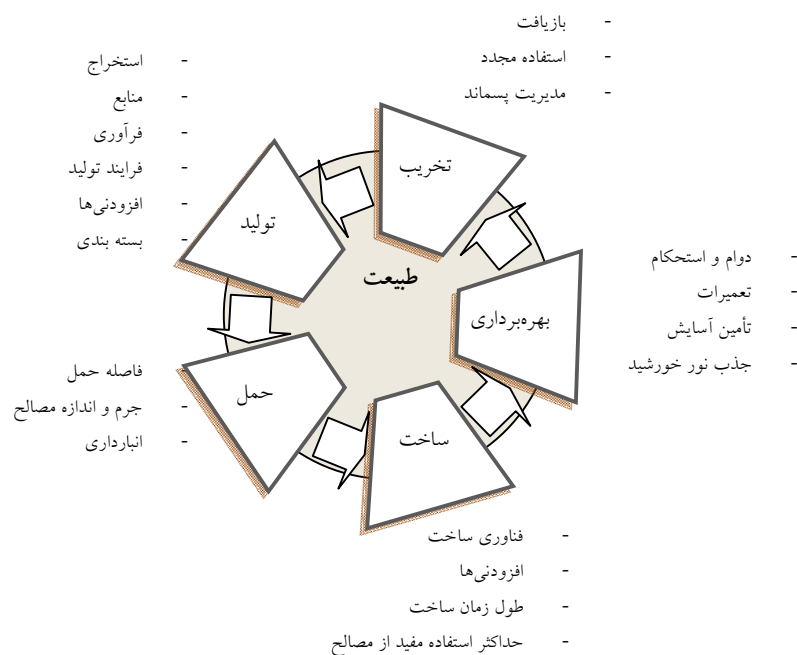 - بازیافت
- استفاده مجدد
- مدیریت پسماند
- استخراج
- منابع
- فرآوری
- فرایند تولید
- افزودنی‌ها
- بسته بندی
تخریب
تولید
طبیعت
بهره‌برداری
- دوام و استحکام
- تعمیرات
- تأمین آسایش
- جذب نور خورشید
حمل
- فاصله حمل
- جرم و اندازه مصالح
- انبارداری
ساخت
- فناوری ساخت
- افزودنی‌ها
- طول زمان ساخت
- حداکثر استفاده مفید از مصالح